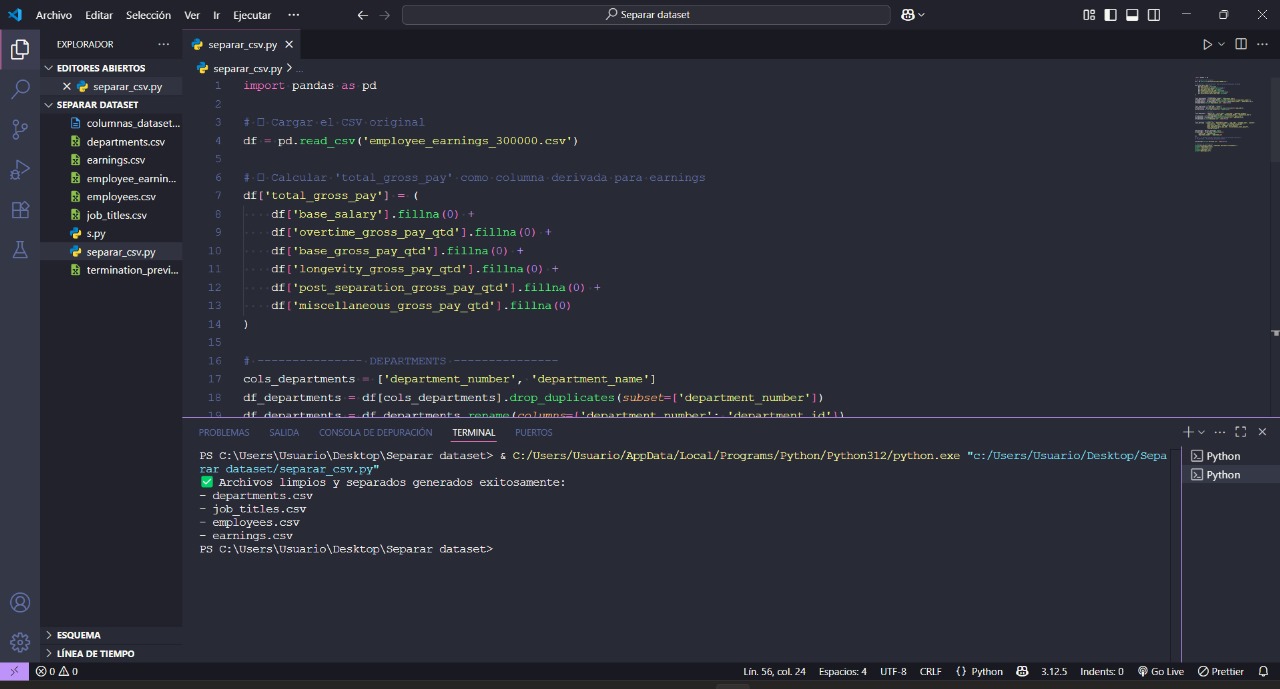 Archivo Editar Selección Ver Ir Ejecutar ··· Separar dataset
EXPLORADOR ···
EDITORES ABIERTOS
separar_csv.py
SEPARAR DATASET
columnas_dataset...
departments.csv
earnings.csv
employee_earnin...
employees.csv
job_titles.csv
s.py
separar_csv.py
termination_previ...
ESQUEMA
LÍNEA DE TIEMPO
separar_csv.py
separar_csv.py > ...
1 import pandas as pd
2
3 # □ Cargar el CSV original
4 df = pd.read_csv('employee_earnings_300000.csv')
5
6 # □ Calcular 'total_gross_pay' como columna derivada para earnings
7 df['total_gross_pay'] = (
8 df['base_salary'].fillna(0) +
9 df['overtime_gross_pay_qtd'].fillna(0) +
10 df['base_gross_pay_qtd'].fillna(0) +
11 df['longevity_gross_pay_qtd'].fillna(0) +
12 df['post_separation_gross_pay_qtd'].fillna(0) +
13 df['miscellaneous_gross_pay_qtd'].fillna(0)
14 )
15
16 # --------------- DEPARTMENTS ---------------
17 cols_departments = ['department_number', 'department_name']
18 df_departments = df[cols_departments].drop_duplicates(subset=['department_number'])
19 df_departments = df_departments.rename(columns={'department_number': 'department_id'})
PROBLEMAS SALIDA CONSOLA DE DEPURACIÓN TERMINAL PUERTOS
PS C:\Users\Usuario\Desktop\Separar dataset> & C:/Users/Usuario/AppData/Local/Programs/Python/Python312/python.exe "c:/Users/Usuario/Desktop/Sepa
rar dataset/separar_csv.py"
✅ Archivos limpios y separados generados exitosamente:
- departments.csv
- job_titles.csv
- employees.csv
- earnings.csv
PS C:\Users\Usuario\Desktop\Separar dataset>
Python
Python
0 0 Lín. 56, col. 24 Espacios: 4 UTF-8 CRLF {} Python 3.12.5 Indents: 0 Go Live Prettier